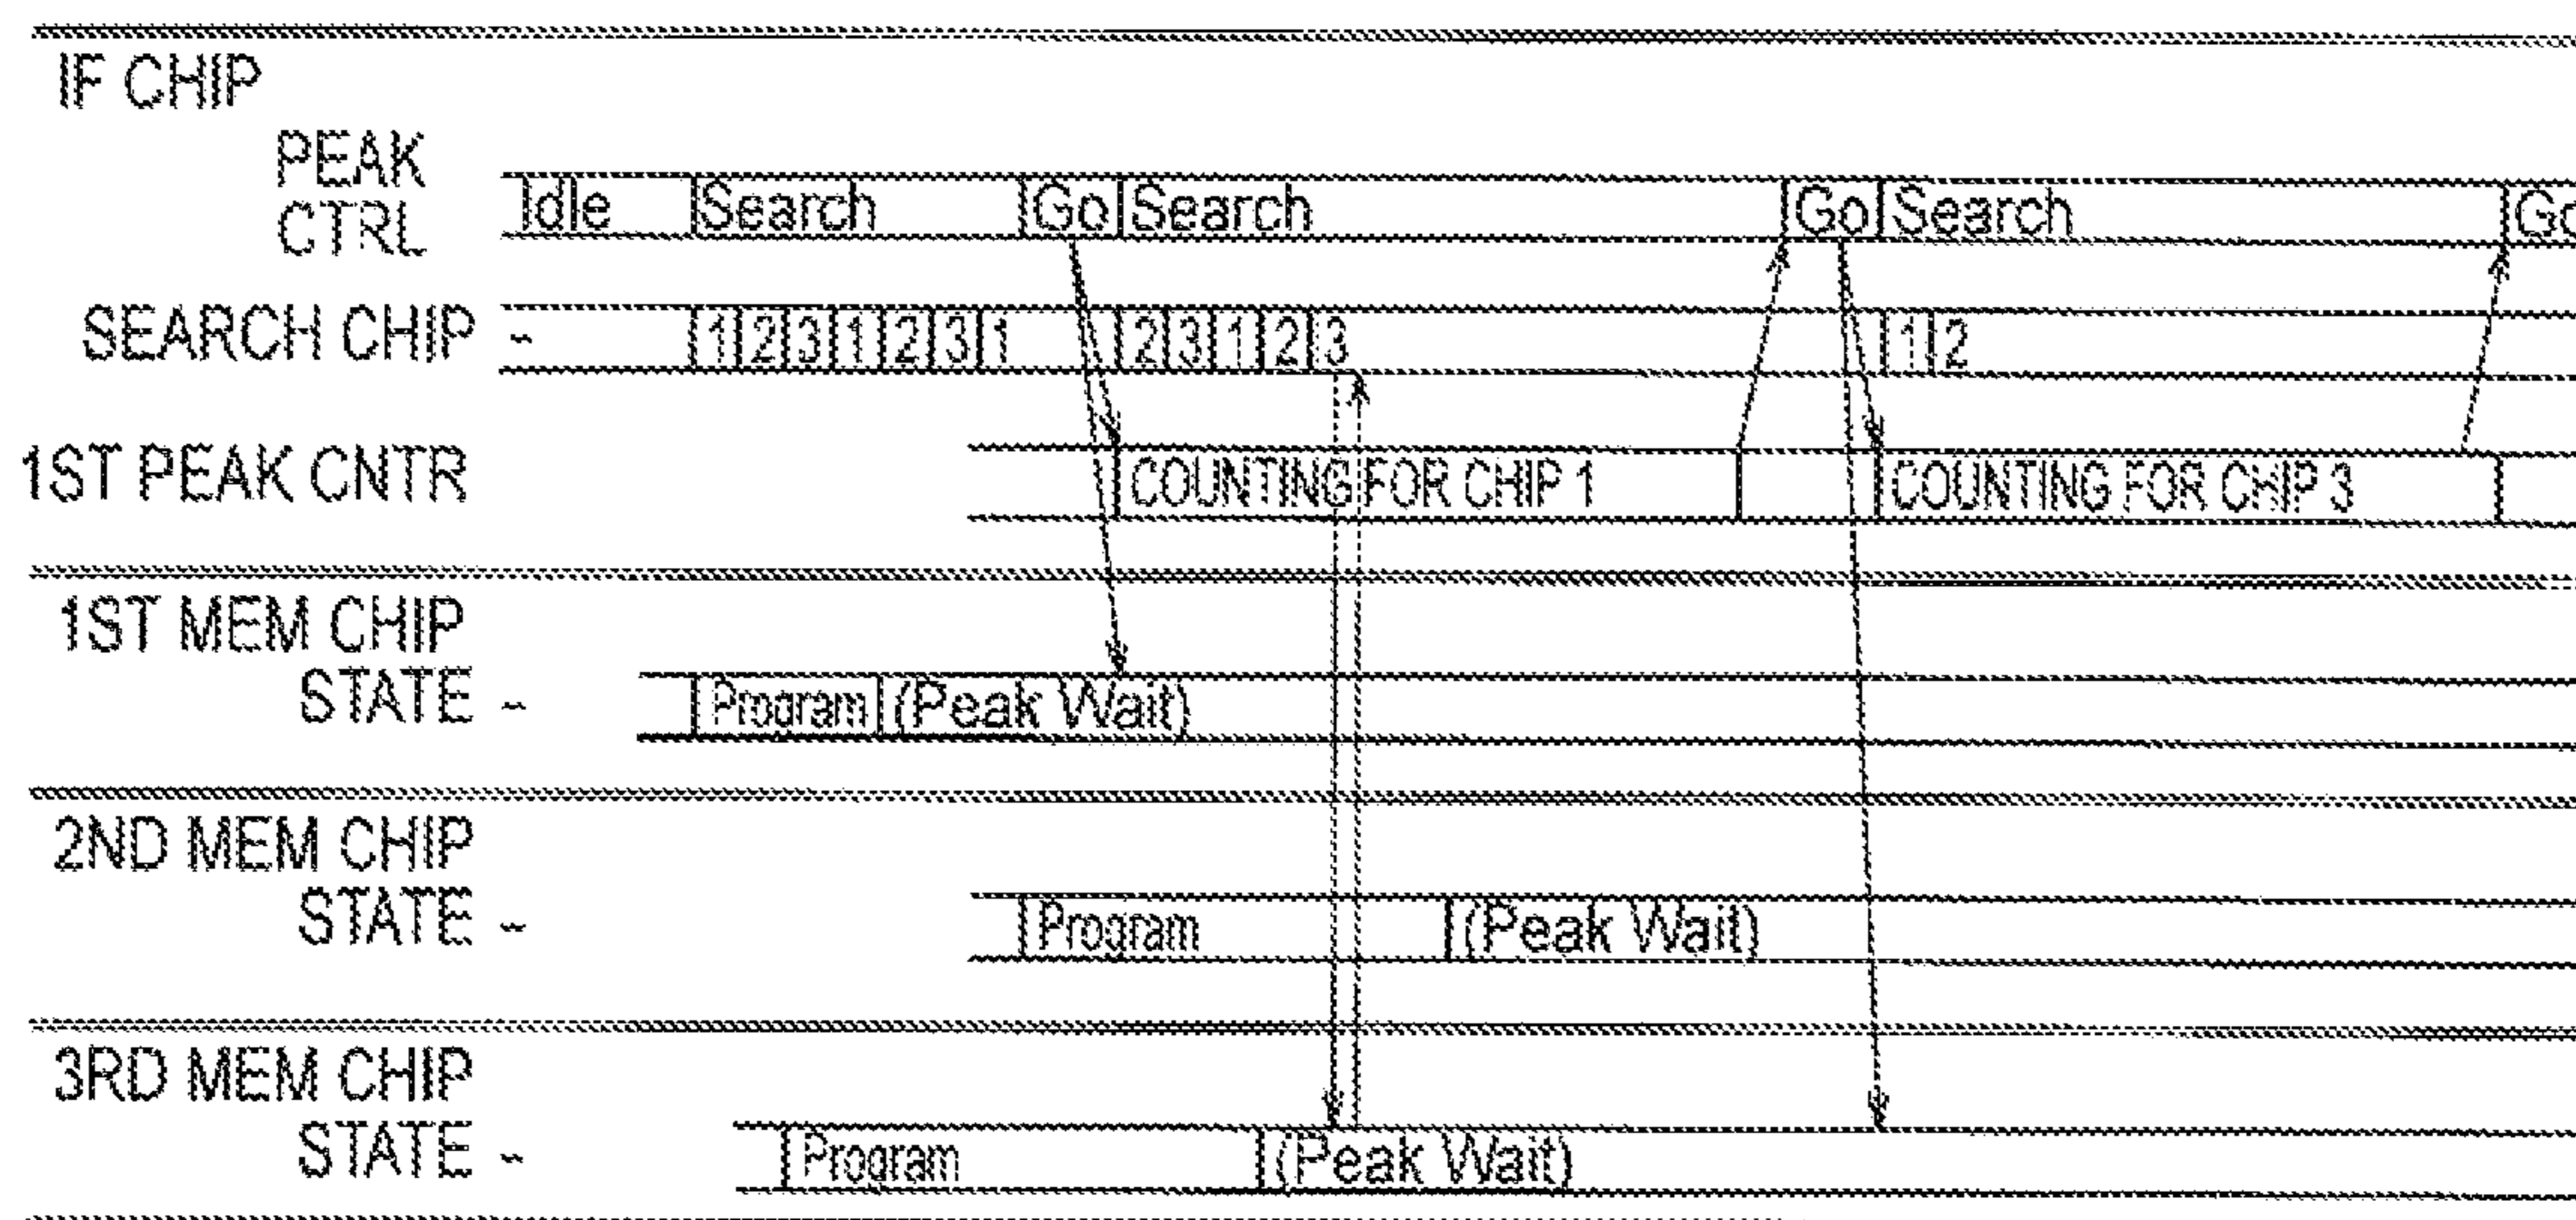 IF CHIP
PEAK
CTRL
Idle Search Go Search Go Search Go
SEARCH CHIP - 1 2 3 1 2 3 1 2 3 1 2 3 1 2
1ST PEAK CNTR COUNTING FOR CHIP 1 COUNTING FOR CHIP 3
1ST MEM CHIP
STATE - Program (Peak Wait)
2ND MEM CHIP
STATE - Program (Peak Wait)
3RD MEM CHIP
STATE - Program (Peak Wait)